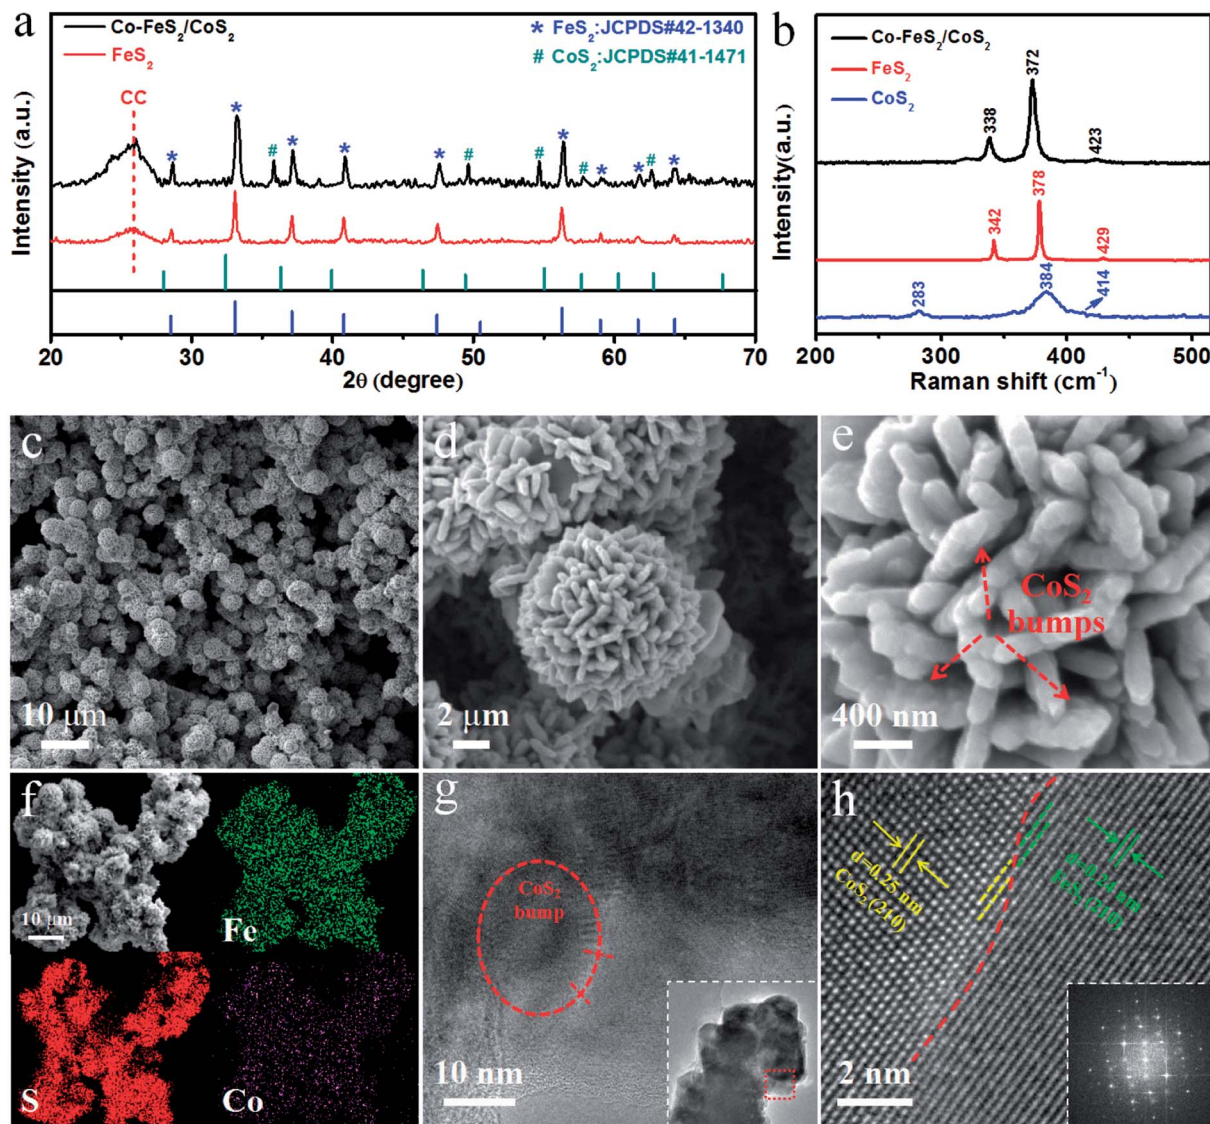 a
Co-FeS₂/CoS₂
FeS₂
* FeS₂:JCPDS#42-1340
# CoS₂:JCPDS#41-1471
CC
* * # * * * # # * # * * # *
Intensity (a.u.)
20 30 40 50 60 70
2θ (degree)
b
Co-FeS₂/CoS₂
FeS₂
CoS₂
338 372 423
342 378 429
283 384 414
Intensity(a.u.)
200 300 400 500
Raman shift (cm⁻¹)
c
10 µm
d
2 µm
e
CoS₂
bumps
400 nm
f
10 µm
Fe
S
Co
g
CoS₂
bump
10 nm
h
d=0.25 nm
CoS₂ (210)
d=0.24 nm
FeS₂ (210)
2 nm